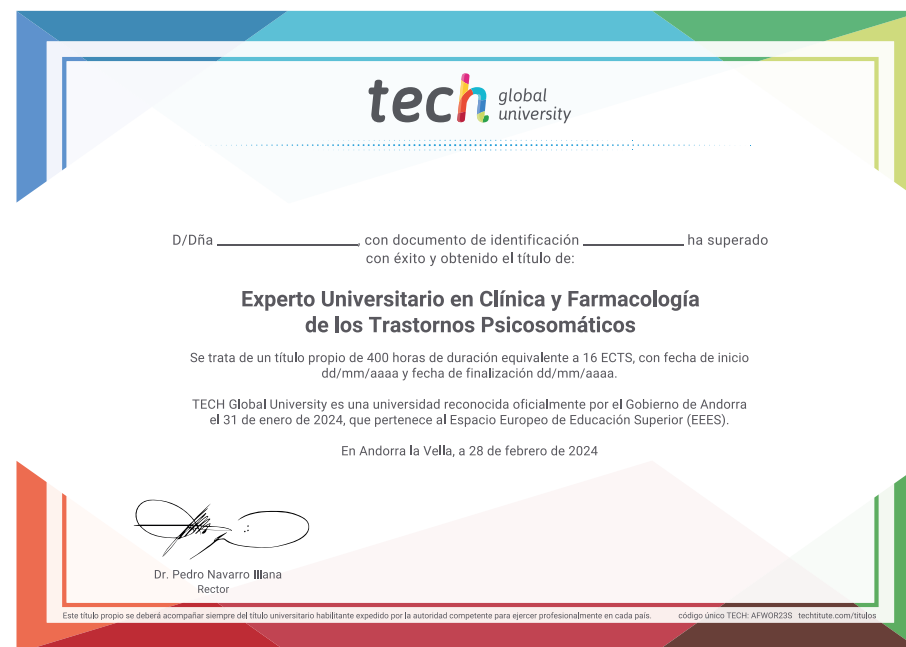 tech global university
D/Dña ____________________, con documento de identificación ______________ ha superado
con éxito y obtenido el título de:
Experto Universitario en Clínica y Farmacología
de los Trastornos Psicosomáticos
Se trata de un título propio de 400 horas de duración equivalente a 16 ECTS, con fecha de inicio
dd/mm/aaaa y fecha de finalización dd/mm/aaaa.
TECH Global University es una universidad reconocida oficialmente por el Gobierno de Andorra
el 31 de enero de 2024, que pertenece al Espacio Europeo de Educación Superior (EEES).
En Andorra la Vella, a 28 de febrero de 2024
Dr. Pedro Navarro Illana
Rector
Este título propio se deberá acompañar siempre del título universitario habilitante expedido por la autoridad competente para ejercer profesionalmente en cada país. código único TECH: AFWOR23S techtitute.com/titulos